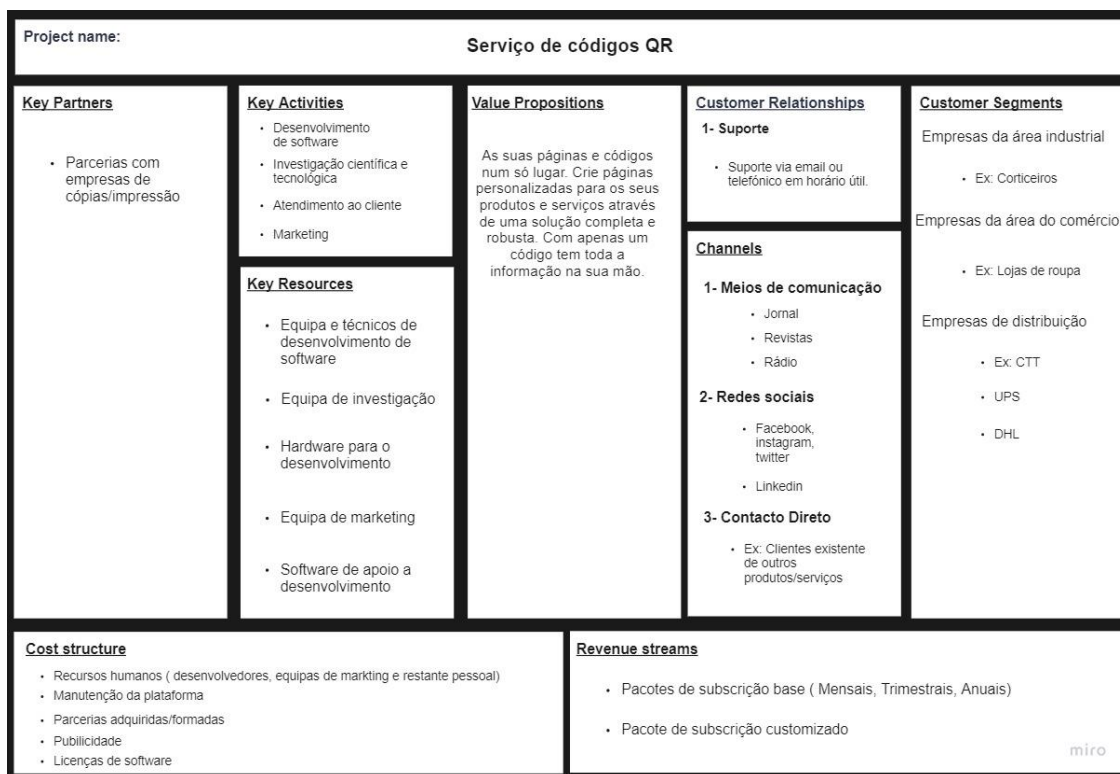 Project name:
Serviço de códigos QR
Key Partners
• Parcerias com
empresas de
cópias/impressão
Key Activities
• Desenvolvimento
de software
• Investigação científica e
tecnológica
• Atendimento ao cliente
• Marketing
Key Resources
• Equipa e técnicos de
desenvolvimento de
software
• Equipa de investigação
• Hardware para o
desenvolvimento
• Equipa de marketing
• Software de apoio a
desenvolvimento
Value Propositions
As suas páginas e códigos
num só lugar. Crie páginas
personalizadas para os seus
produtos e serviços através
de uma solução completa e
robusta. Com apenas um
código tem toda a
informação na sua mão.
Customer Relationships
1- Suporte
• Suporte via email ou
telefónico em horário útil.
Channels
1- Meios de comunicação
• Jornal
• Revistas
• Rádio
2- Redes sociais
• Facebook,
instagram,
twitter
• Linkedin
3- Contacto Direto
• Ex: Clientes existente
de outros
produtos/serviços
Customer Segments
Empresas da área industrial
• Ex: Corticeiros
Empresas da área do comércio
• Ex: Lojas de roupa
Empresas de distribuição
• Ex: CTT
• UPS
• DHL
Cost structure
• Recursos humanos ( desenvolvedores, equipas de markting e restante pessoal)
• Manutenção da plataforma
• Parcerias adquiridas/formadas
• Pubilicidade
• Licenças de software
Revenue streams
• Pacotes de subscrição base ( Mensais, Trimestrais, Anuais)
• Pacote de subscrição customizado
miro